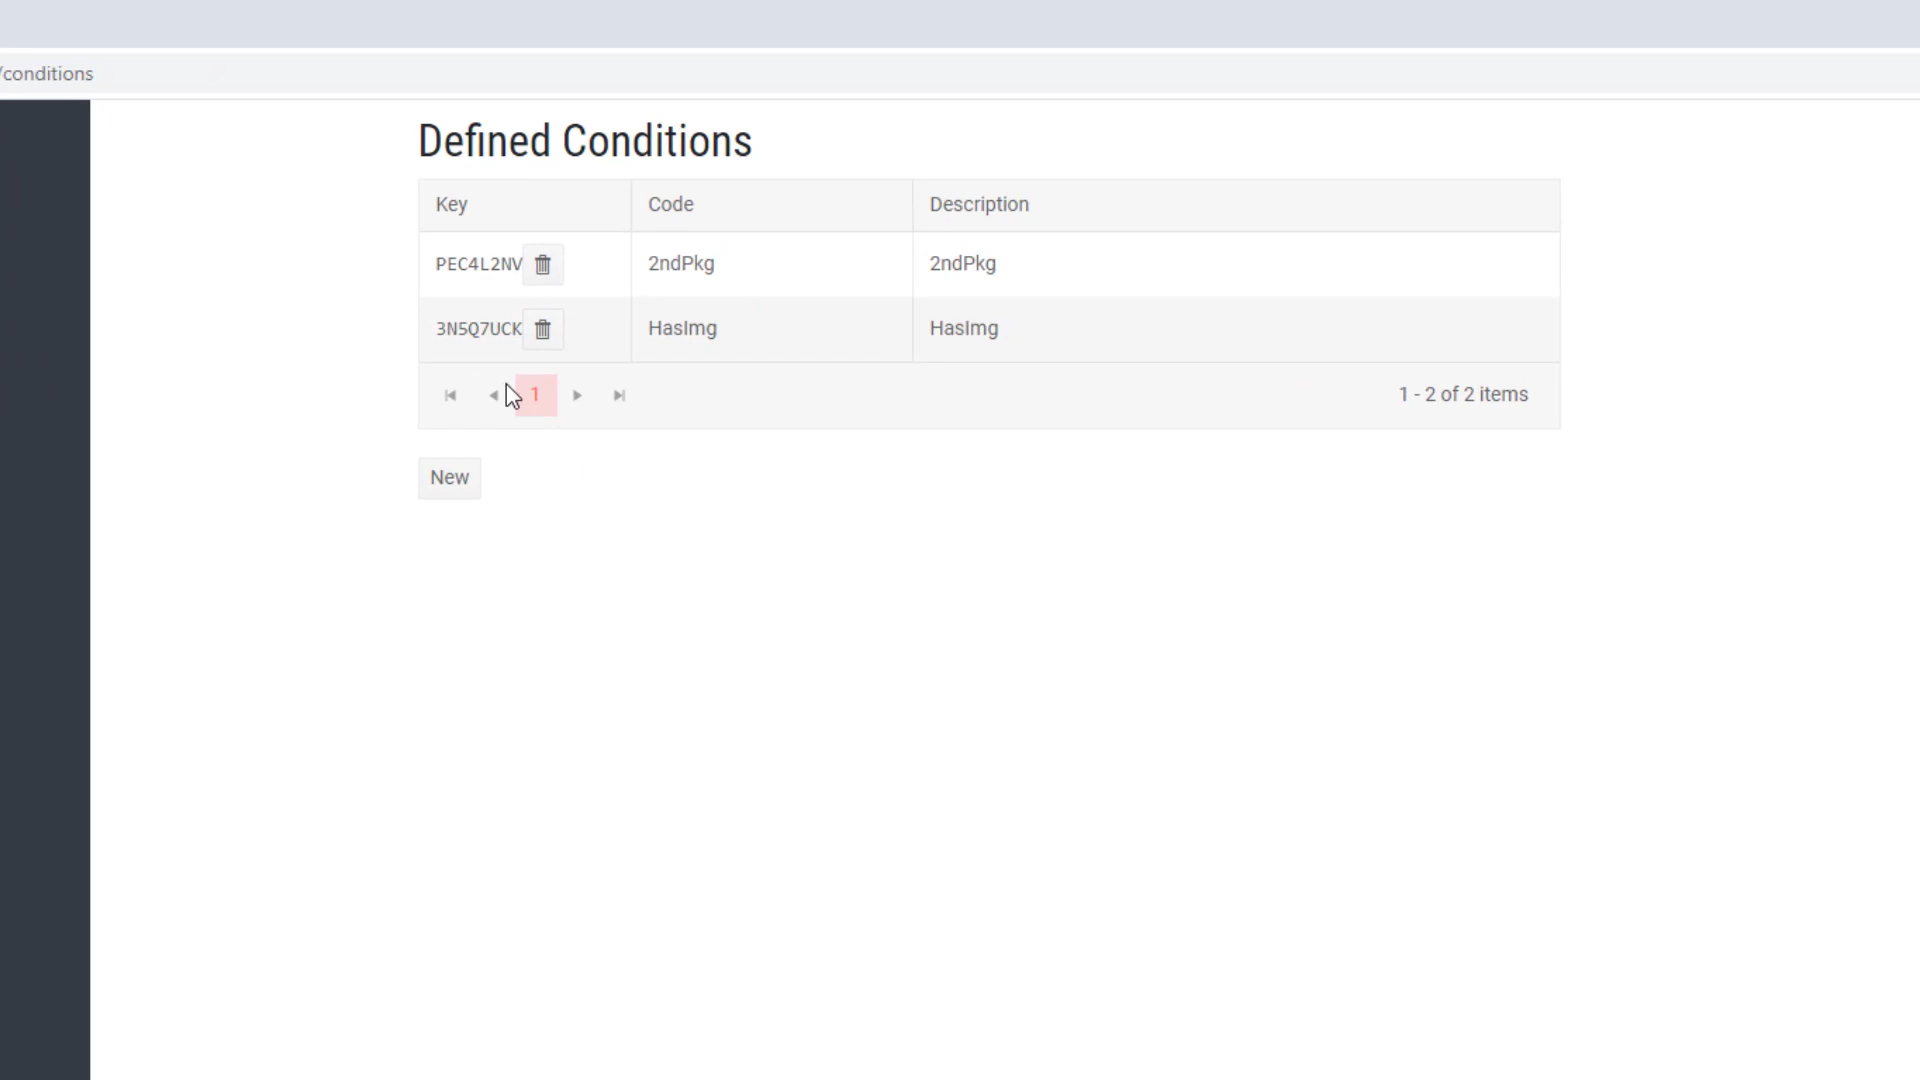 /conditions
Defined Conditions
Key Code Description
PEC4L2NV 2ndPkg 2ndPkg
3N5Q7UCK HasImg HasImg
1 1 - 2 of 2 items
New